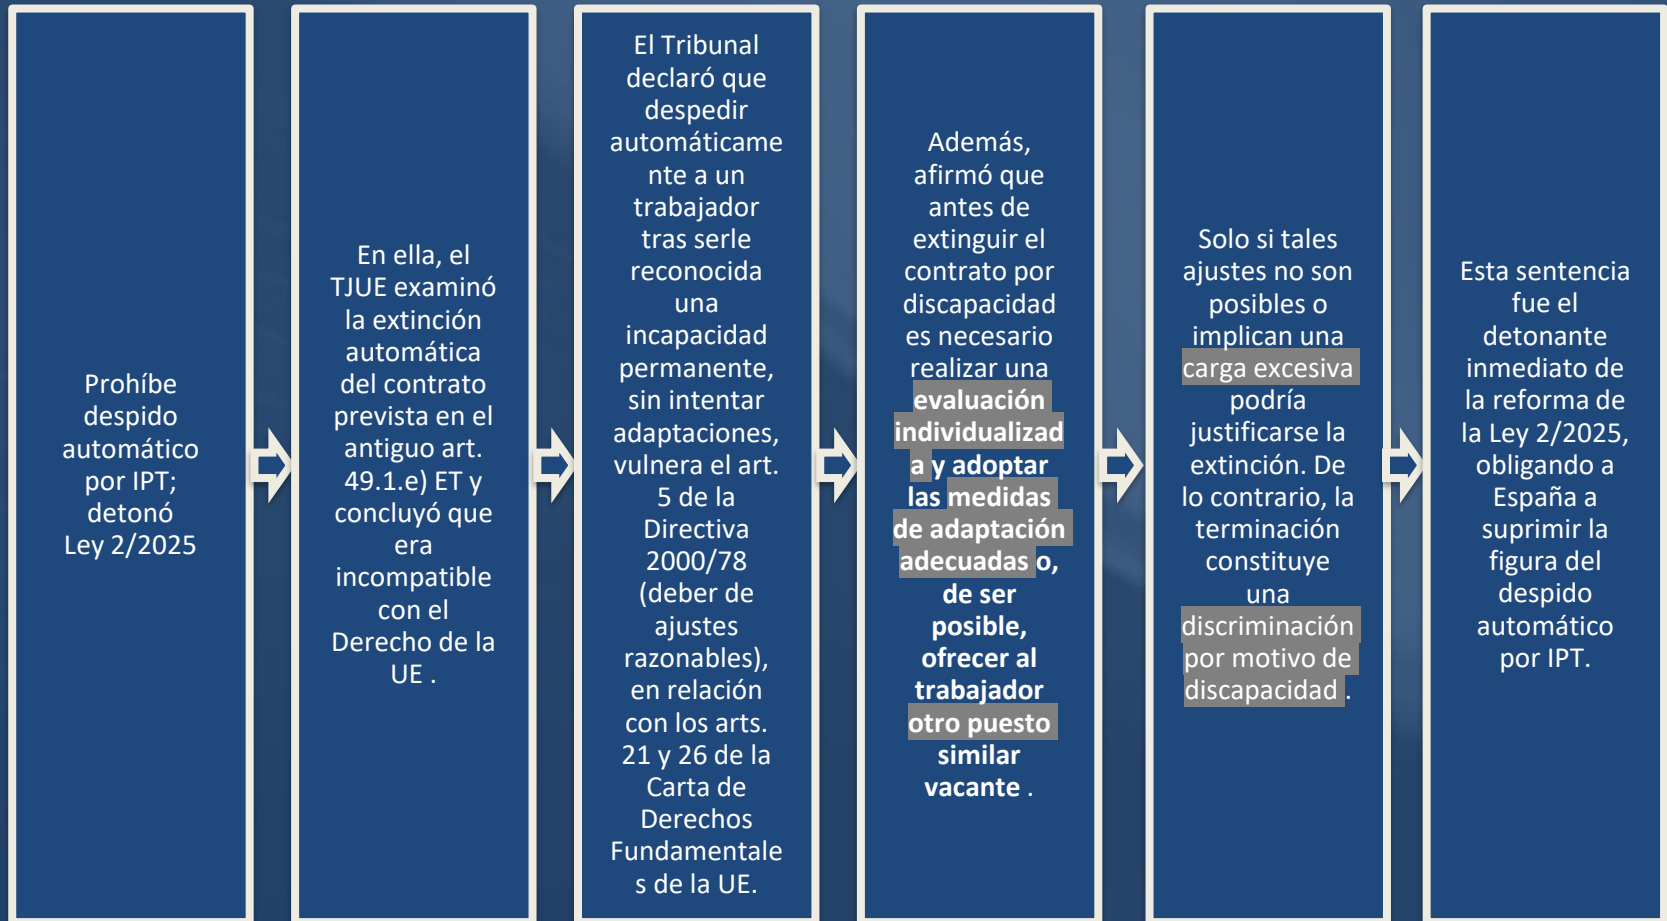 Prohíbe
despido
automático
por IPT;
detonó
Ley 2/2025
En ella, el
TJUE examinó
la extinción
automática
del contrato
prevista en el
antiguo art.
49.1.e) ET y
concluyó que
era
incompatible
con el
Derecho de la
UE .
El Tribunal
declaró que
despedir
automáticame
nte a un
trabajador
tras serle
reconocida
una
incapacidad
permanente,
sin intentar
adaptaciones,
vulnera el art.
5 de la
Directiva
2000/78
(deber de
ajustes
razonables),
en relación
con los arts.
21 y 26 de la
Carta de
Derechos
Fundamentale
s de la UE.
Además,
afirmó que
antes de
extinguir el
contrato por
discapacidad
es necesario
realizar una
evaluación
individualizad
a y adoptar
las medidas
de adaptación
adecuadas o,
de ser
posible,
ofrecer al
trabajador
otro puesto
similar
vacante .
Solo si tales
ajustes no son
posibles o
implican una
carga excesiva
podría
justificarse la
extinción. De
lo contrario, la
terminación
constituye
una
discriminación
por motivo de
discapacidad .
Esta sentencia
fue el
detonante
inmediato de
la reforma de
la Ley 2/2025,
obligando a
España a
suprimir la
figura del
despido
automático
por IPT.